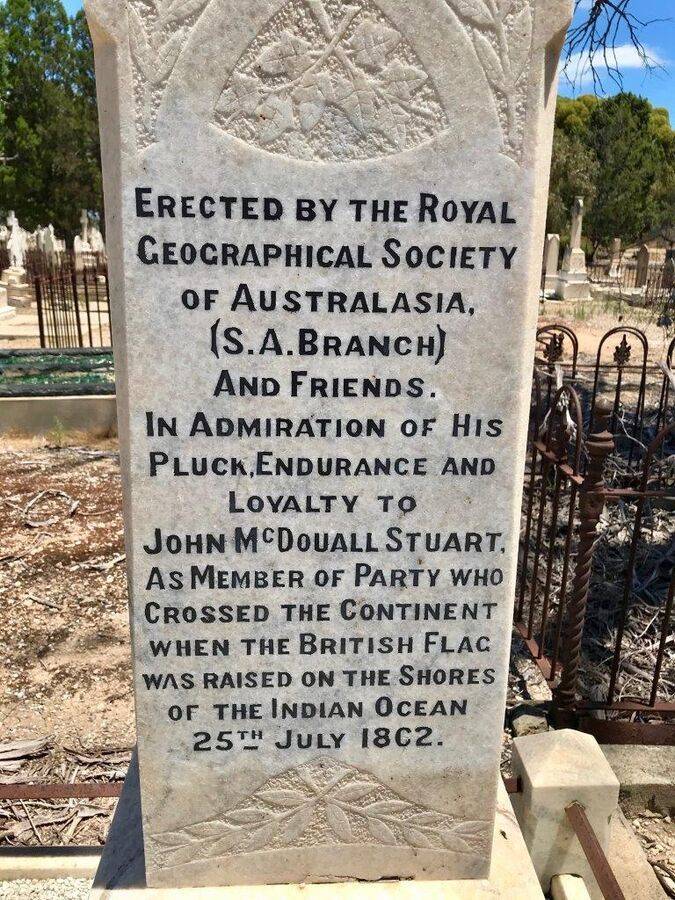 ERECTED BY THE ROYAL
GEOGRAPHICAL SOCIETY
OF AUSTRALASIA,
(S.A. BRANCH)
AND FRIENDS.
IN ADMIRATION OF HIS
PLUCK, ENDURANCE AND
LOYALTY TO
JOHN McDOUALL STUART,
AS MEMBER OF PARTY WHO
CROSSED THE CONTINENT
WHEN THE BRITISH FLAG
WAS RAISED ON THE SHORES
OF THE INDIAN OCEAN
25TH JULY 1862.